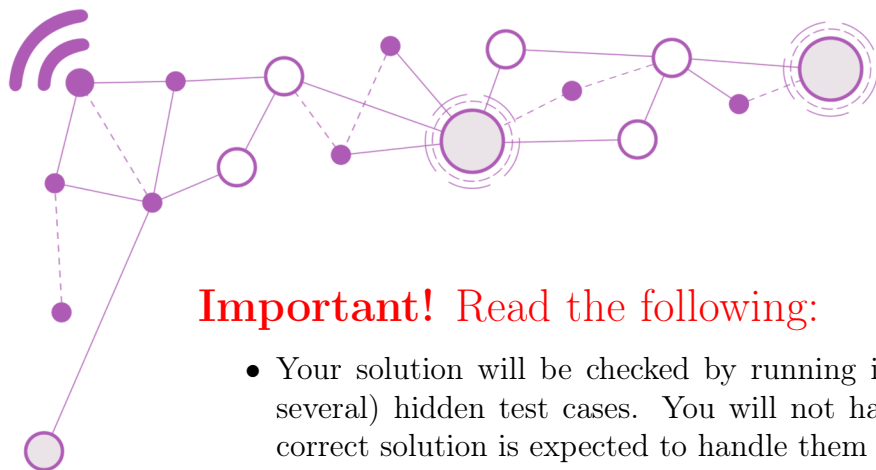 Important! Read the following:
• Your solution will be checked by running
several) hidden test cases. You will not
correct solution is expected to handle them